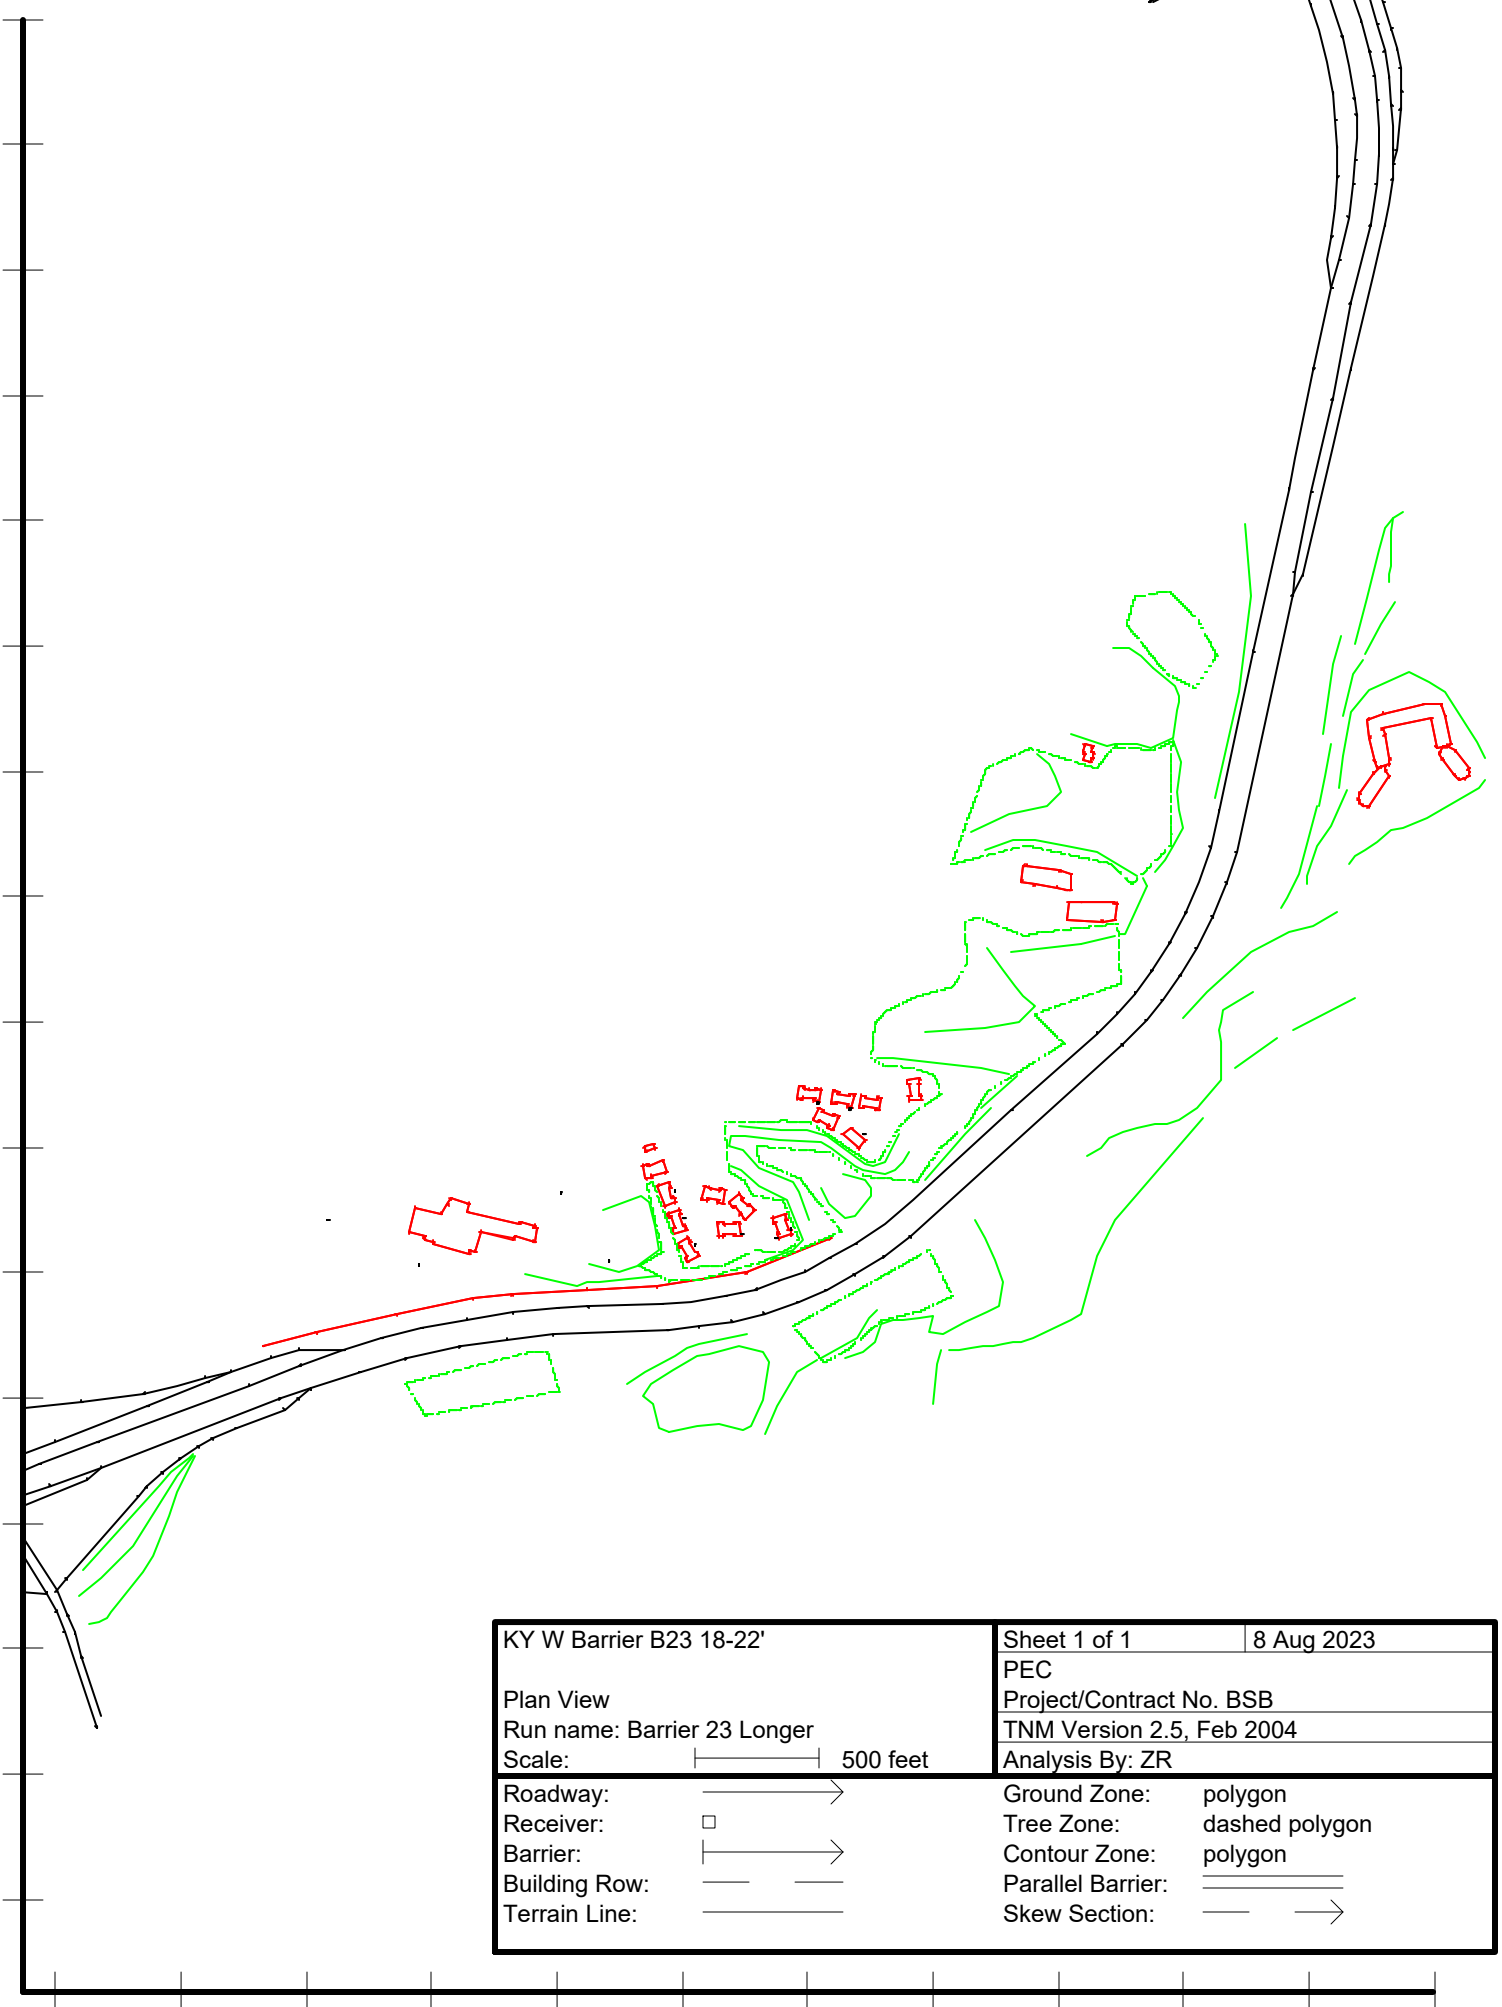 KY W Barrier B23 18-22'
Plan View
Run name: Barrier 23 Longer
Scale: 500 feet
Sheet 1 of 1 8 Aug 2023
PEC
Project/Contract No. BSB
TNM Version 2.5, Feb 2004
Analysis By: ZR
Roadway:
Receiver:
Barrier:
Building Row:
Terrain Line:
Ground Zone: polygon
Tree Zone: dashed polygon
Contour Zone: polygon
Parallel Barrier:
Skew Section: